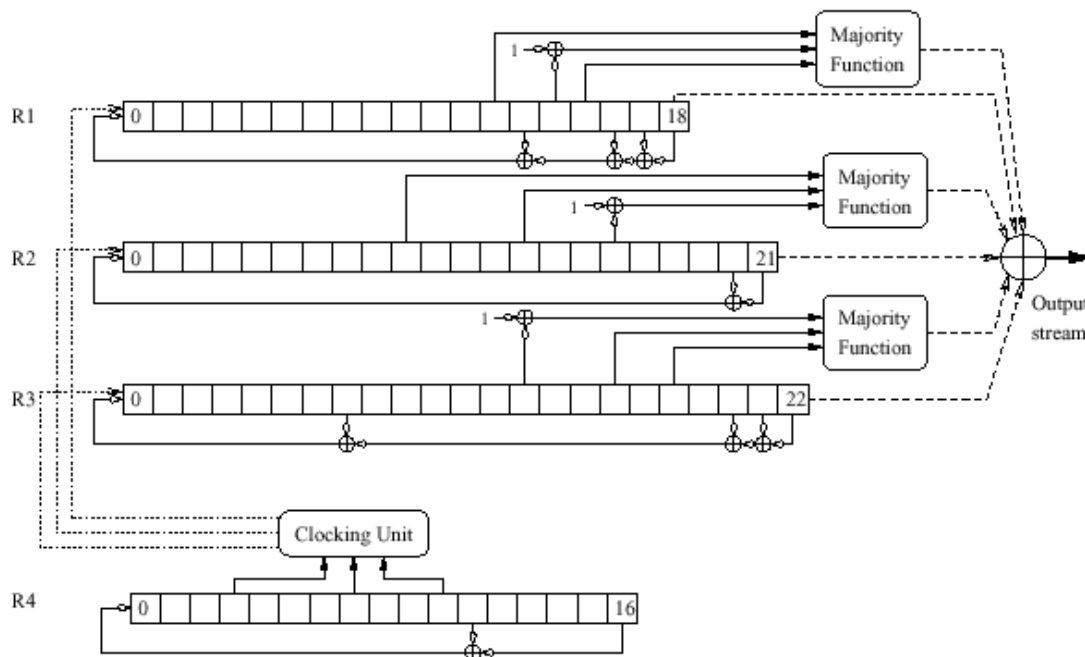 Majority
Function
1
R1
0
18
Majority
Function
1
R2
0
21
Output
stream
Majority
Function
1
R3
0
22
Clocking Unit
R4
0
16